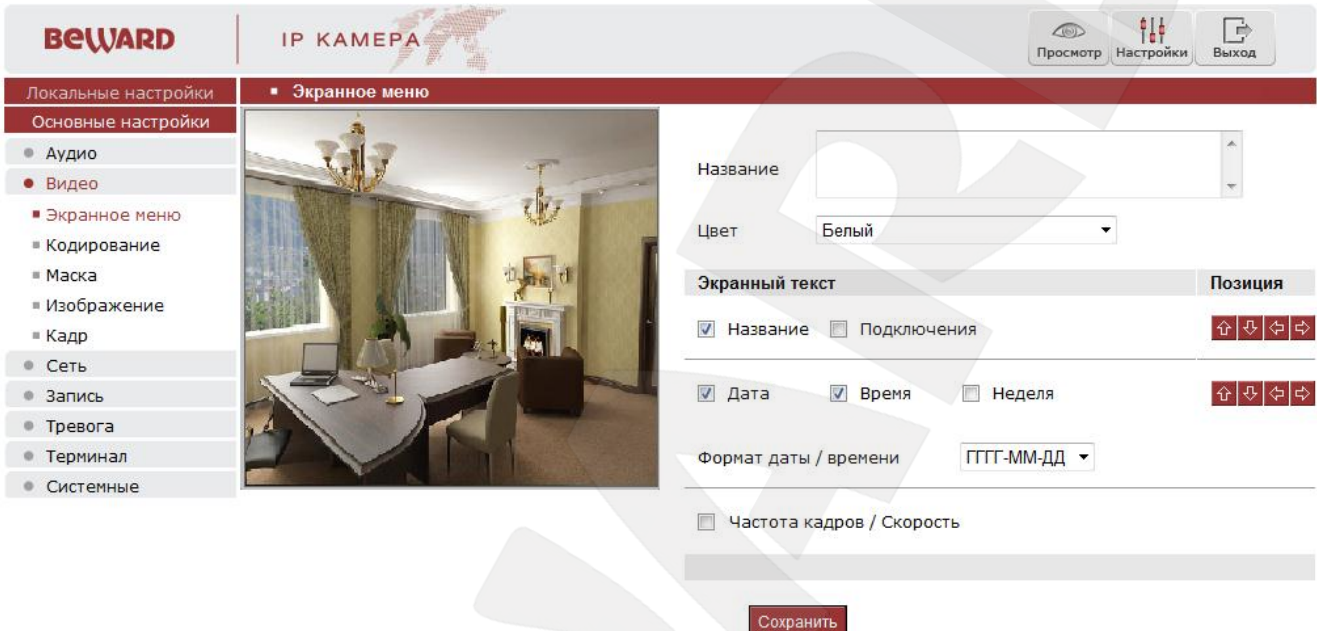 BEWARD
IP КАМЕРА
Просмотр
Настройки
Выход
Локальные настройки
Экранное меню
Основные настройки
Аудио
Видео
Экранное меню
Кодирование
Маска
Изображение
Кадр
Сеть
Запись
Тревога
Терминал
Системные
Название
Цвет Белый
Экранный текст Позиция
Название Подключения
Дата Время Неделя
Формат даты / времени ГГГГ-ММ-ДД
Частота кадров / Скорость
Сохранить